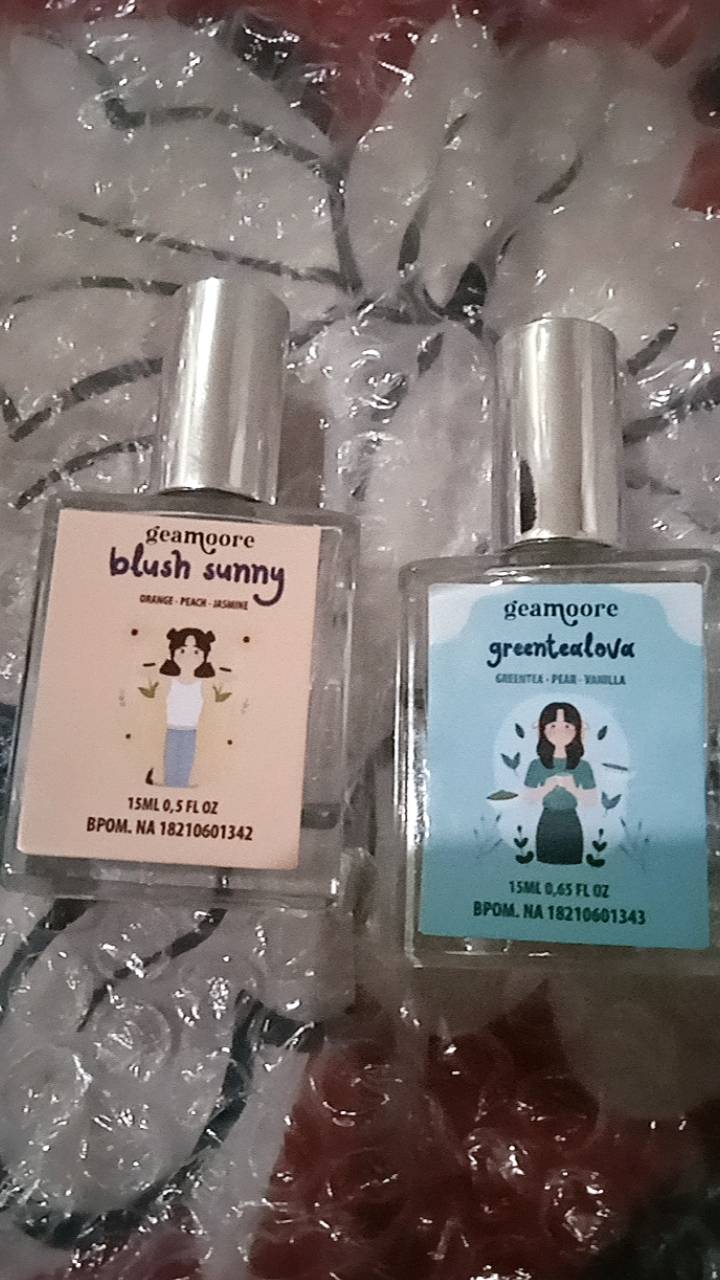 geamoore
blush sunny
ORANGE - PEACH - JASMINE
15ML 0,5 FL OZ
BPOM. NA 18210601342
geamoore
greentealova
GREENTEA - PEAR - VANILLA
15ML 0,65 FL OZ
BPOM. NA 18210601343